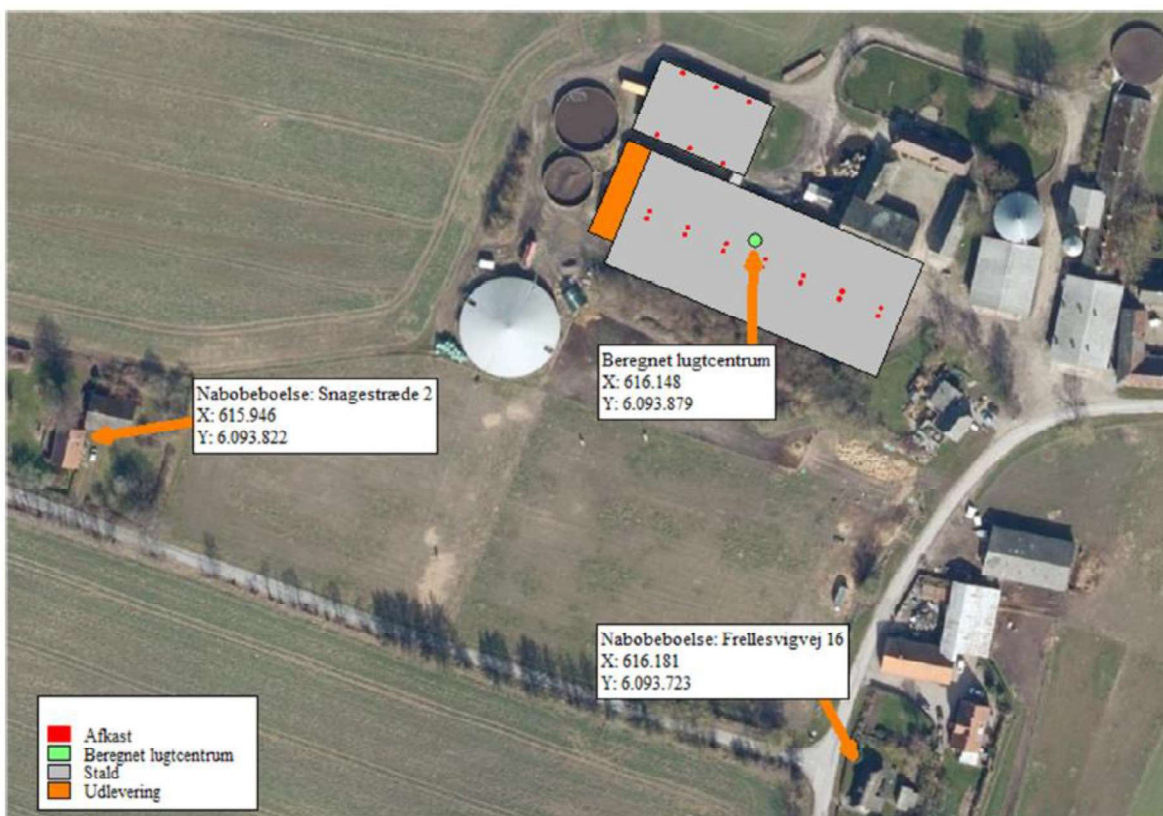 Beregnet lugtcentrum
X: 616.148
Y: 6.093.879
Nabobeboelse: Snagestræde 2
X: 615.946
Y: 6.093.822
Nabobeboelse: Frellesvigvej 16
X: 616.181
Y: 6.093.723
Afkast
Beregnet lugtcentrum
Stald
Udlevering